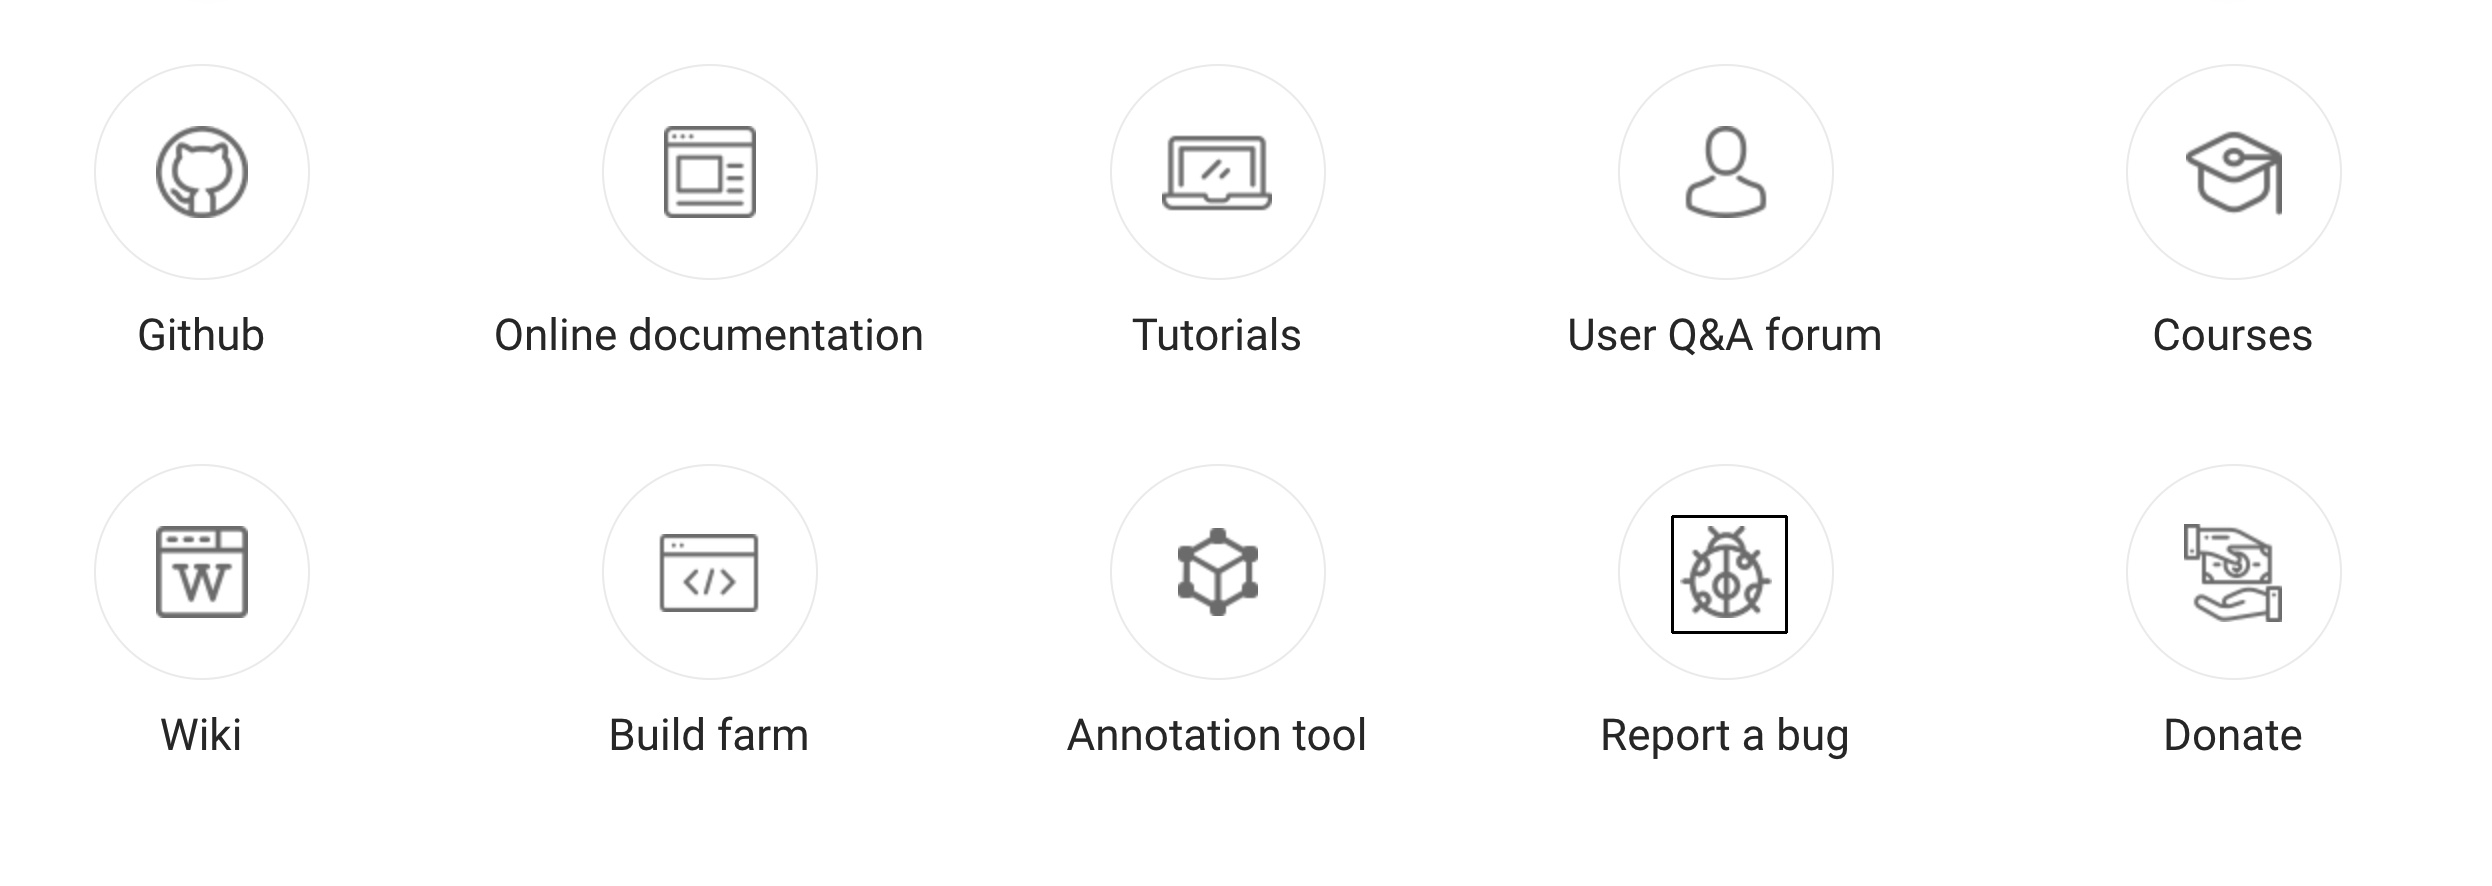 Github
Online documentation
Tutorials
User Q&A forum
Courses
W
</>
Wiki
Build farm
Annotation tool
Report a bug
Donate